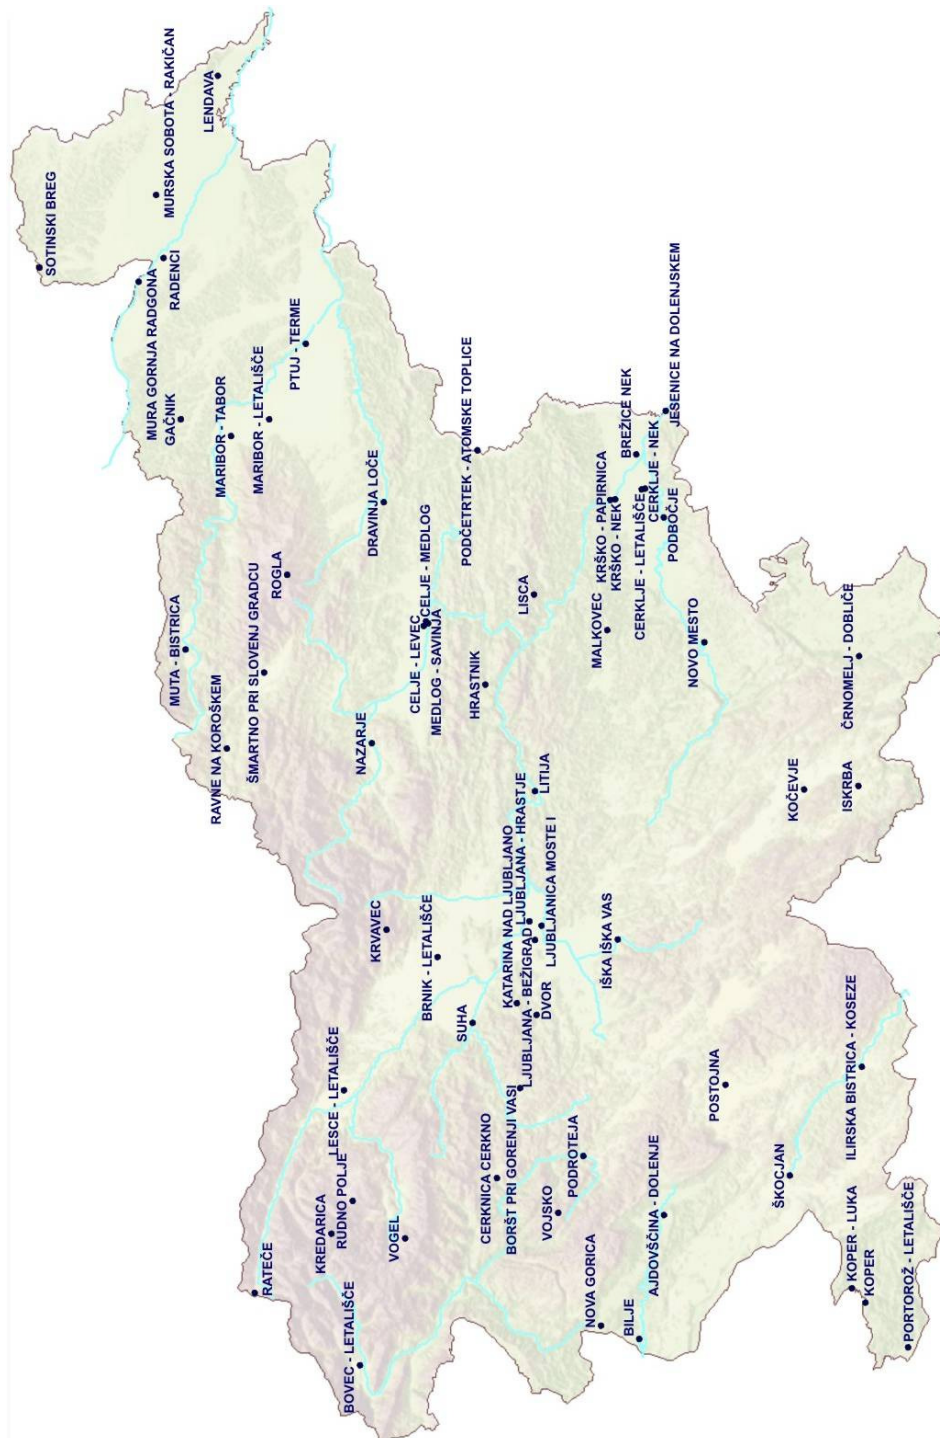 SOTINSKI BREG
MURSKA SOBOTA - RAKIČAN
LENDAVA
MURA GORNJA RADGONA
RADENCI
GAČNIK
MARIBOR - TABOR
MARIBOR - LETALIŠČE
PTUJ - TERME
MUTA - BISTRICA
RAVNE NA KOROŠKEM
ŠMARTNO PRI SLOVENJ GRADCU
ROGLA
DRAVINJA LOČE
RATEČE
KREDARICA
RUDNO POLJE
LESCE - LETALIŠČE
BOVEC - LETALIŠČE
VOGEL
KRVAVEC
NAZARJE
CELJE - LEVEC
CELJE - MEDLOG
MEDLOG - SAVINJA
PODČETRTEK - ATOMSKE TOPLICE
BRNIK - LETALIŠČE
SUHA
HRASTNIK
LISCA
CERKNICA CERKNO
BORŠT PRI GORENJI VASI
KATARINA NAD LJUBLJANO
LJUBLJANA - HRASTJE
LJUBLJANA - BEŽIGRAD
DVOR
LJUBLJANICA MOSTE I
LITIJA
VOJSKO
PODROTEJA
IŠKA IŠKA VAS
MALKOVEC
KRŠKO - PAPIRNICA
KRŠKO - NEK
BREŽICE NEK
CERKLJE - LETALIŠČE
CERKLJE - NEK
PODBOČJE
JESENICE NA DOLENJSKEM
NOVA GORICA
BILJE
AJDOVŠČINA - DOLENJE
POSTOJNA
NOVO MESTO
ŠKOCJAN
KOČEVJE
ISKRBA
ČRNOMELJ - DOBLIČE
ILIRSKA BISTRICA - KOSEZE
KOPER - LUKA
KOPER
PORTOROŽ - LETALIŠČE